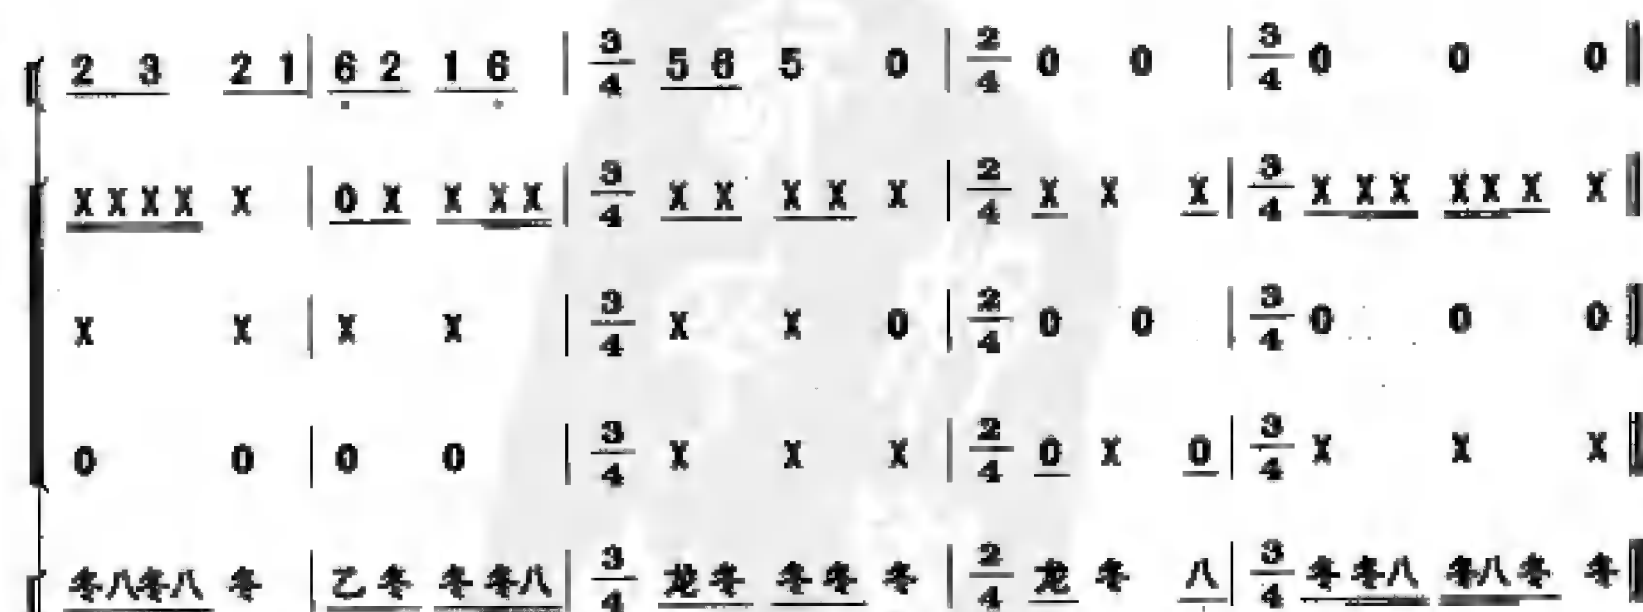 2 3 2 1 | 6 2 1 6 | 3/4 5 6 5 0 | 2/4 0 0 | 3/4 0 0 0
X X X X X | 0 X X X X | 3/4 X X X X X | 2/4 X X X | 3/4 X X X X X X X
X X | X X | 3/4 X X 0 | 2/4 0 0 | 3/4 0 0 0
0 0 | 0 0 | 3/4 X X X | 2/4 0 X 0 | 3/4 X X X
冬八冬八 冬 | 乙冬 冬冬八 | 3/4 龙冬 冬冬 冬 | 2/4 龙 冬 八 | 3/4 冬冬八 冬八冬 冬